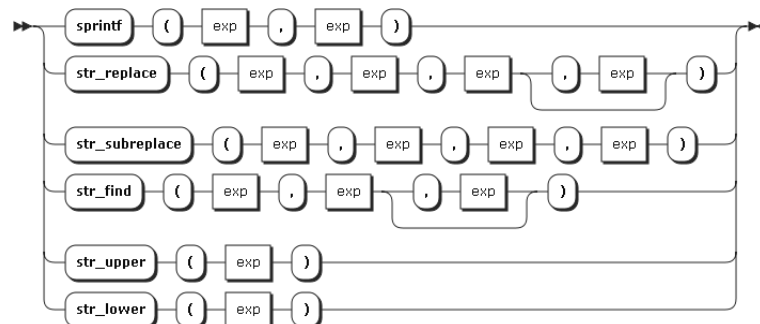 sprintf ( exp , exp )
str_replace ( exp , exp , exp , exp )
str_subreplace ( exp , exp , exp , exp )
str_find ( exp , exp , exp )
str_upper ( exp )
str_lower ( exp )